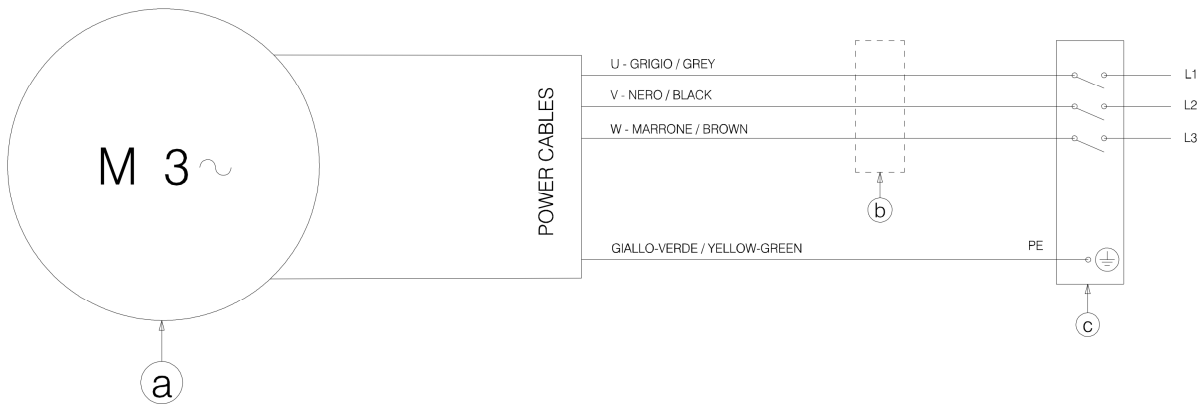 U - GRIGIO / GREY
L1
V - NERO / BLACK
L2
W - MARRONE / BROWN
L3
M 3~
POWER CABLES
b
GIALLO-VERDE / YELLOW-GREEN
PE
c
a